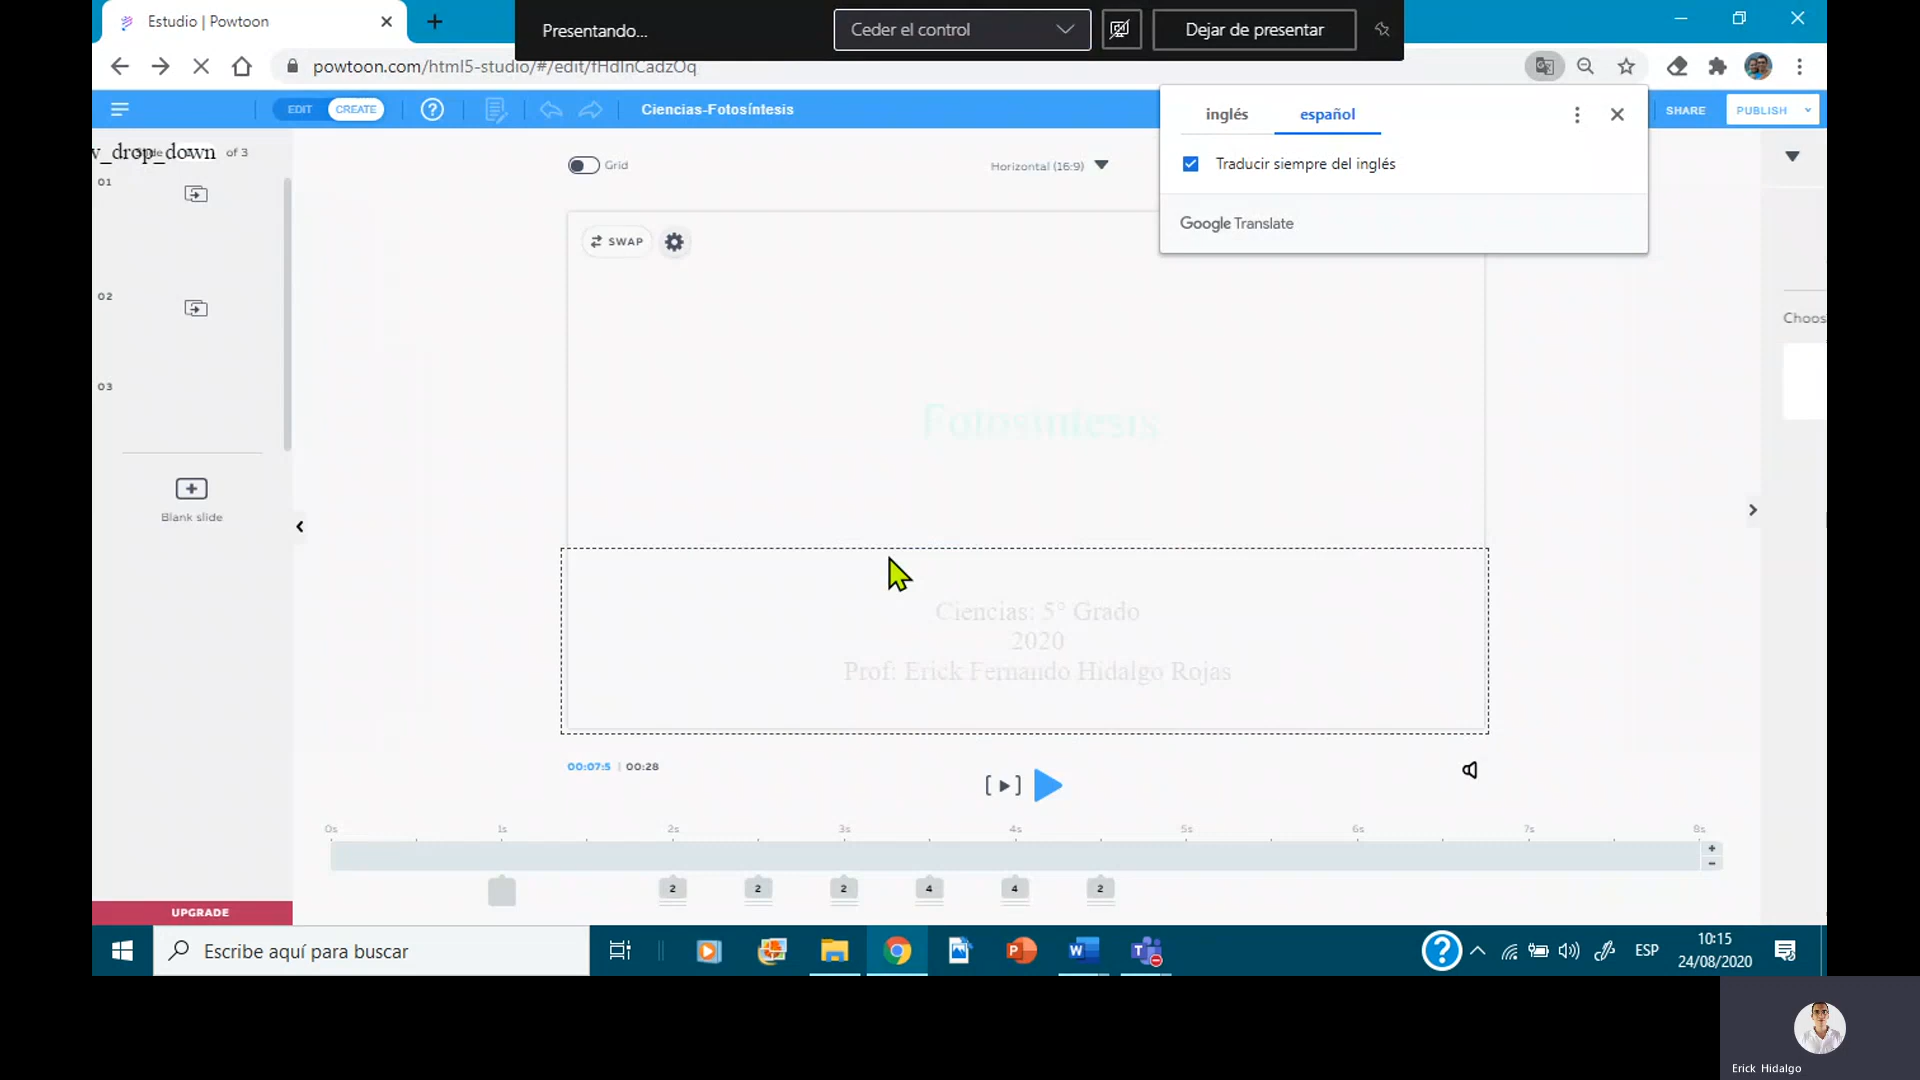 Estudio | Powtoon
Presentando...
Ceder el control
Dejar de presentar
powtoon.com/html5-studio/#/edit/fHdInCadzOq
EDIT
CREATE
?
Ciencias-Fotosíntesis
SHARE
PUBLISH
inglés
español
Traducir siempre del inglés
Google Translate
v_drop_down
of 3
01
02
03
Blank slide
UPGRADE
Grid
Horizontal (16:9)
SWAP
Choos
Fotosíntesis
Ciencias: 5° Grado
2020
Prof: Erick Fernando Hidalgo Rojas
00:07:5 | 00:28
0s 1s 2s 3s 4s 5s 6s 7s 8s
+
-
2 2 2 4 4 2
Escribe aquí para buscar
ESP
10:15
24/08/2020
Erick Hidalgo